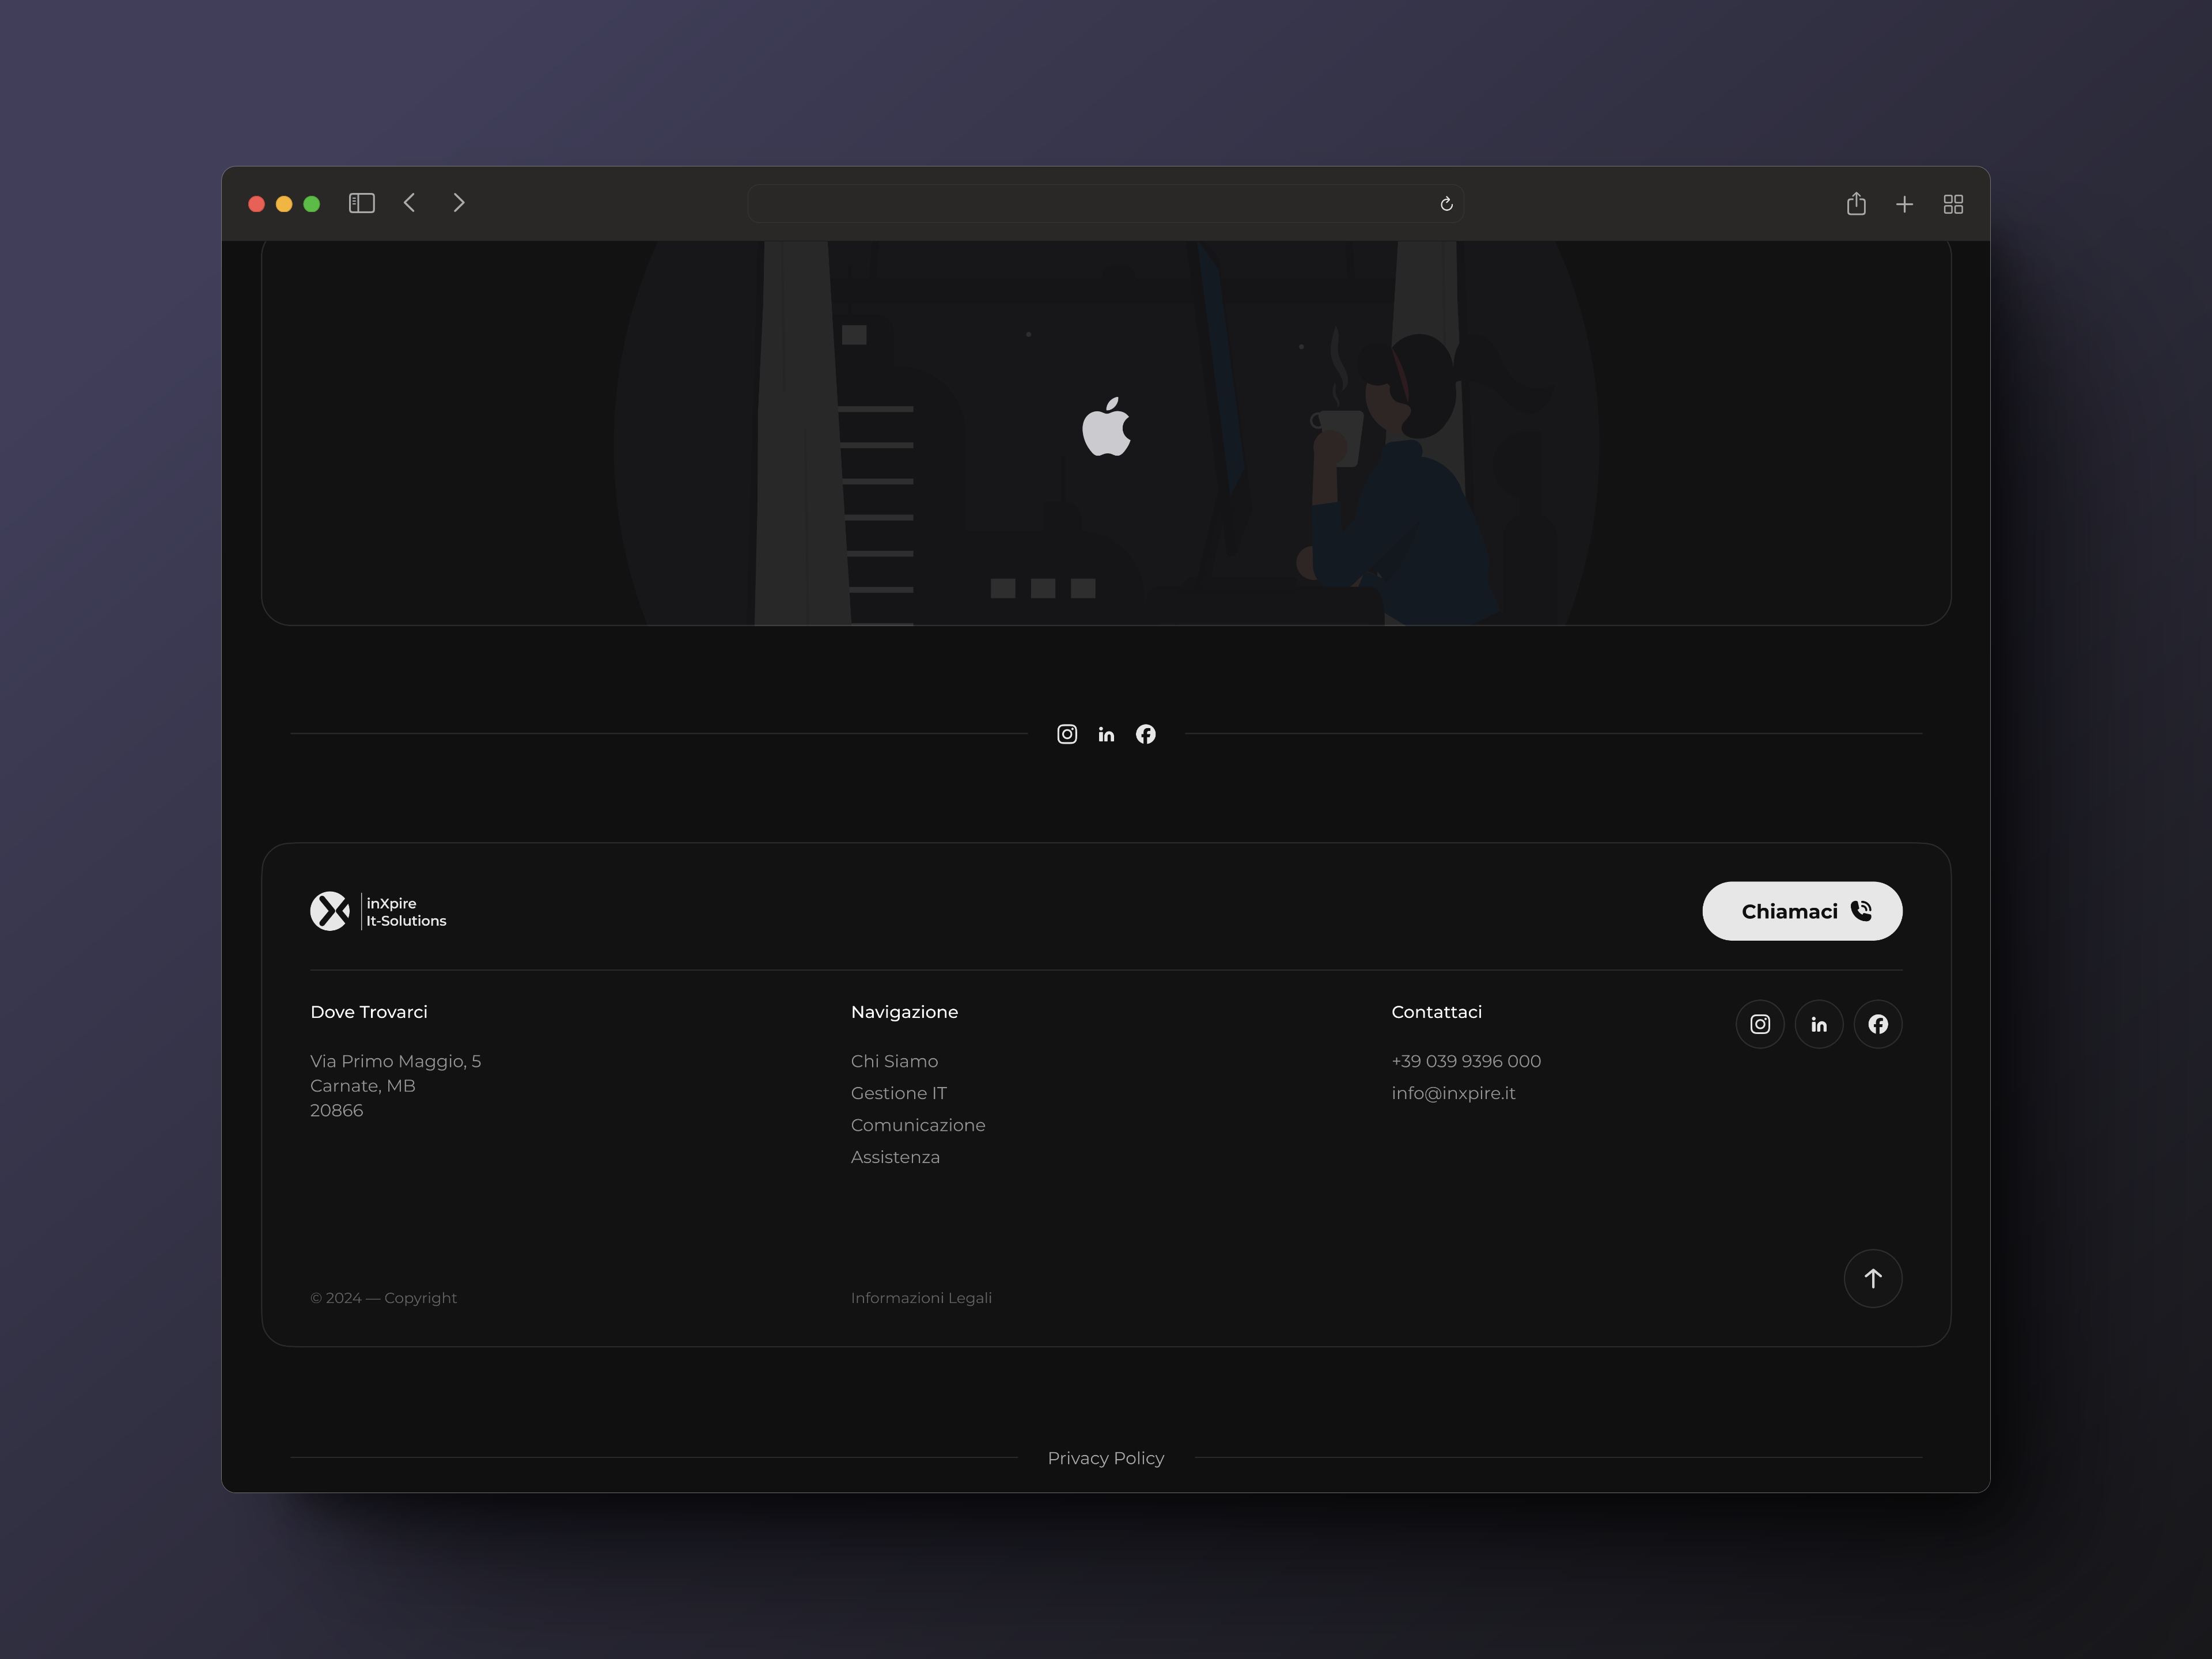 inXpire
It-Solutions
Chiamaci
Dove Trovarci
Via Primo Maggio, 5
Carnate, MB
20866
Navigazione
Chi Siamo
Gestione IT
Comunicazione
Assistenza
Contattaci
+39 039 9396 000
info@inxpire.it
© 2024 — Copyright
Informazioni Legali
Privacy Policy